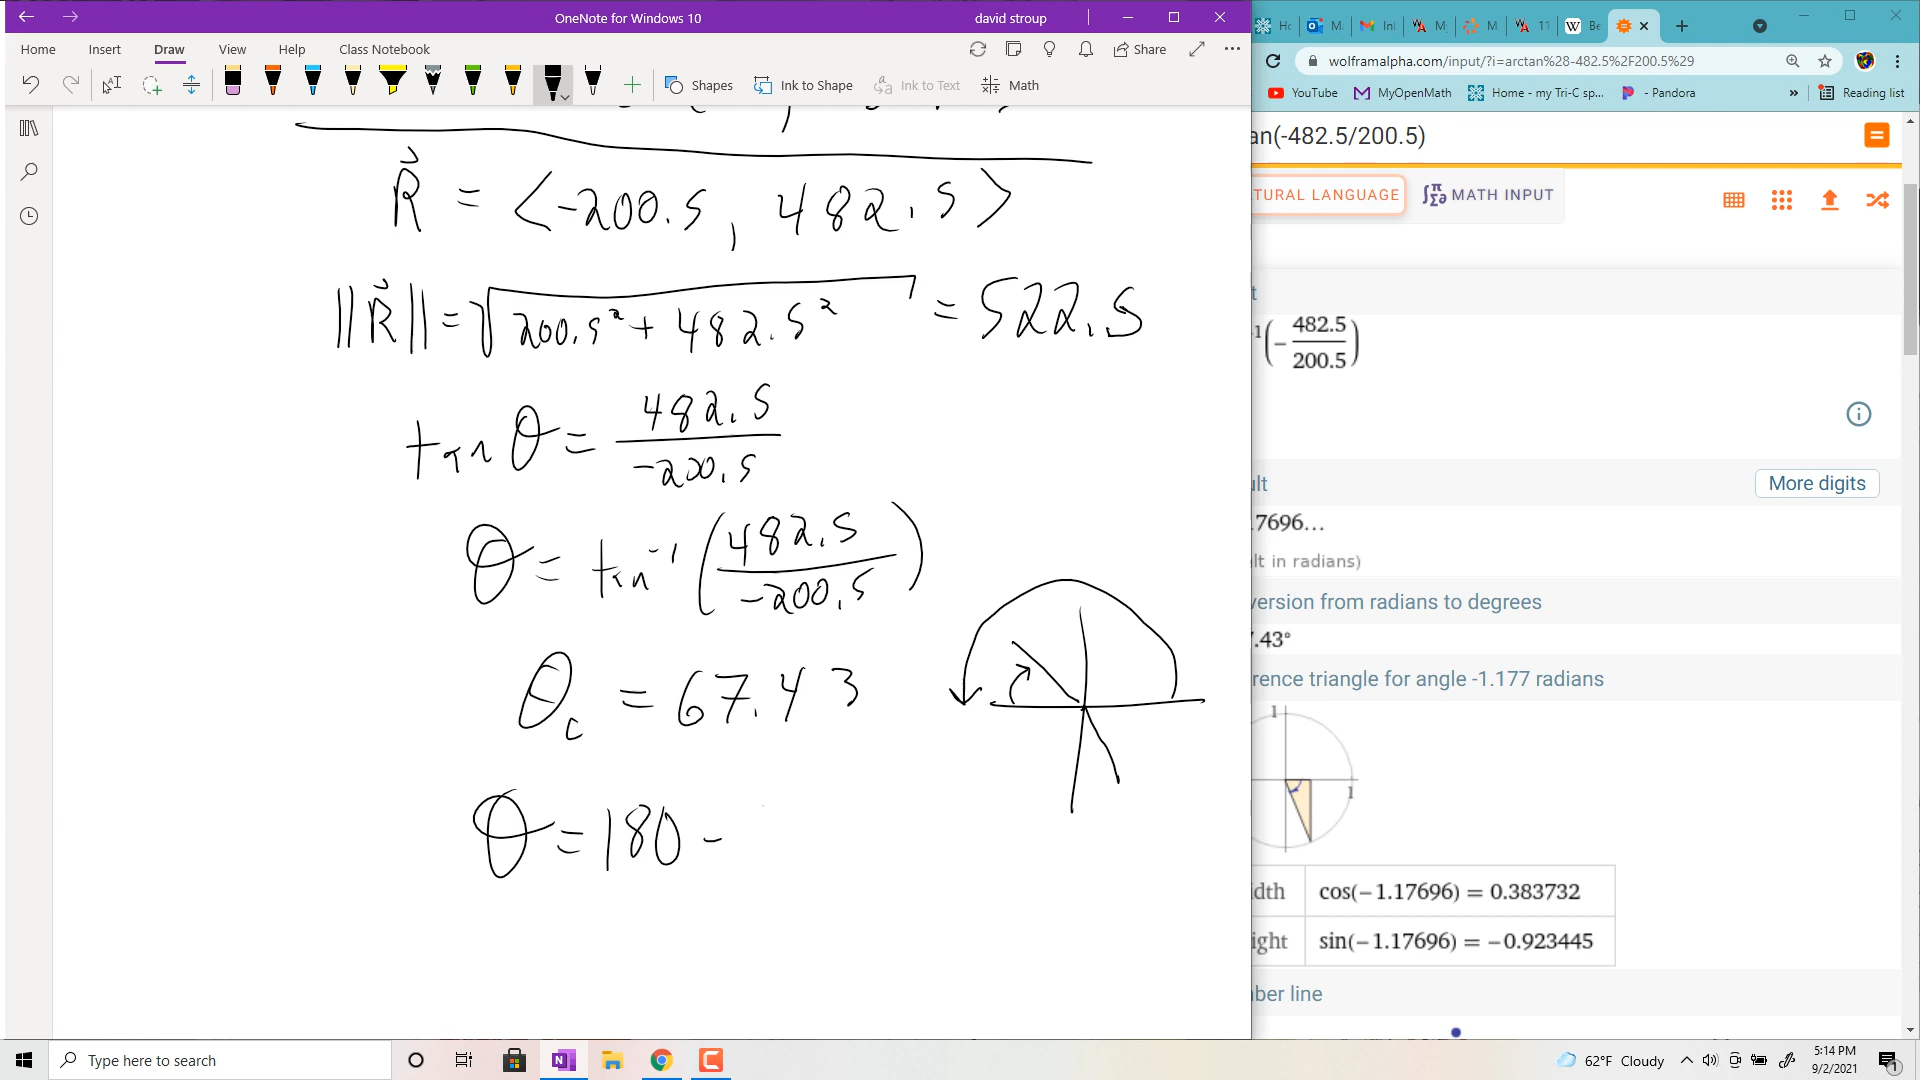 OneNote for Windows 10
david stroup
Home Insert Draw View Help Class Notebook
Share
Shapes Ink to Shape Ink to Text Math
R = <-200.5, 482.5>
||R|| = √200.5² + 482.5² = 522.5
tan θ = 482.5 / -200.5
θ = tan⁻¹(482.5 / -200.5)
θc = 67.43
θ = 180 -
wolframalpha.com/input/?i=arctan%28-482.5%2F200.5%29
YouTube MyOpenMath Home - my Tri-C sp... - Pandora » Reading list
an(-482.5/200.5)
TURAL LANGUAGE MATH INPUT
t
-1(-482.5/200.5)
ult More digits
.7696...
lt in radians)
version from radians to degrees
7.43°
rence triangle for angle -1.177 radians
1
1
dth cos(-1.17696) = 0.383732
ight sin(-1.17696) = -0.923445
ber line
Type here to search
62°F Cloudy
5:14 PM
9/2/2021
1